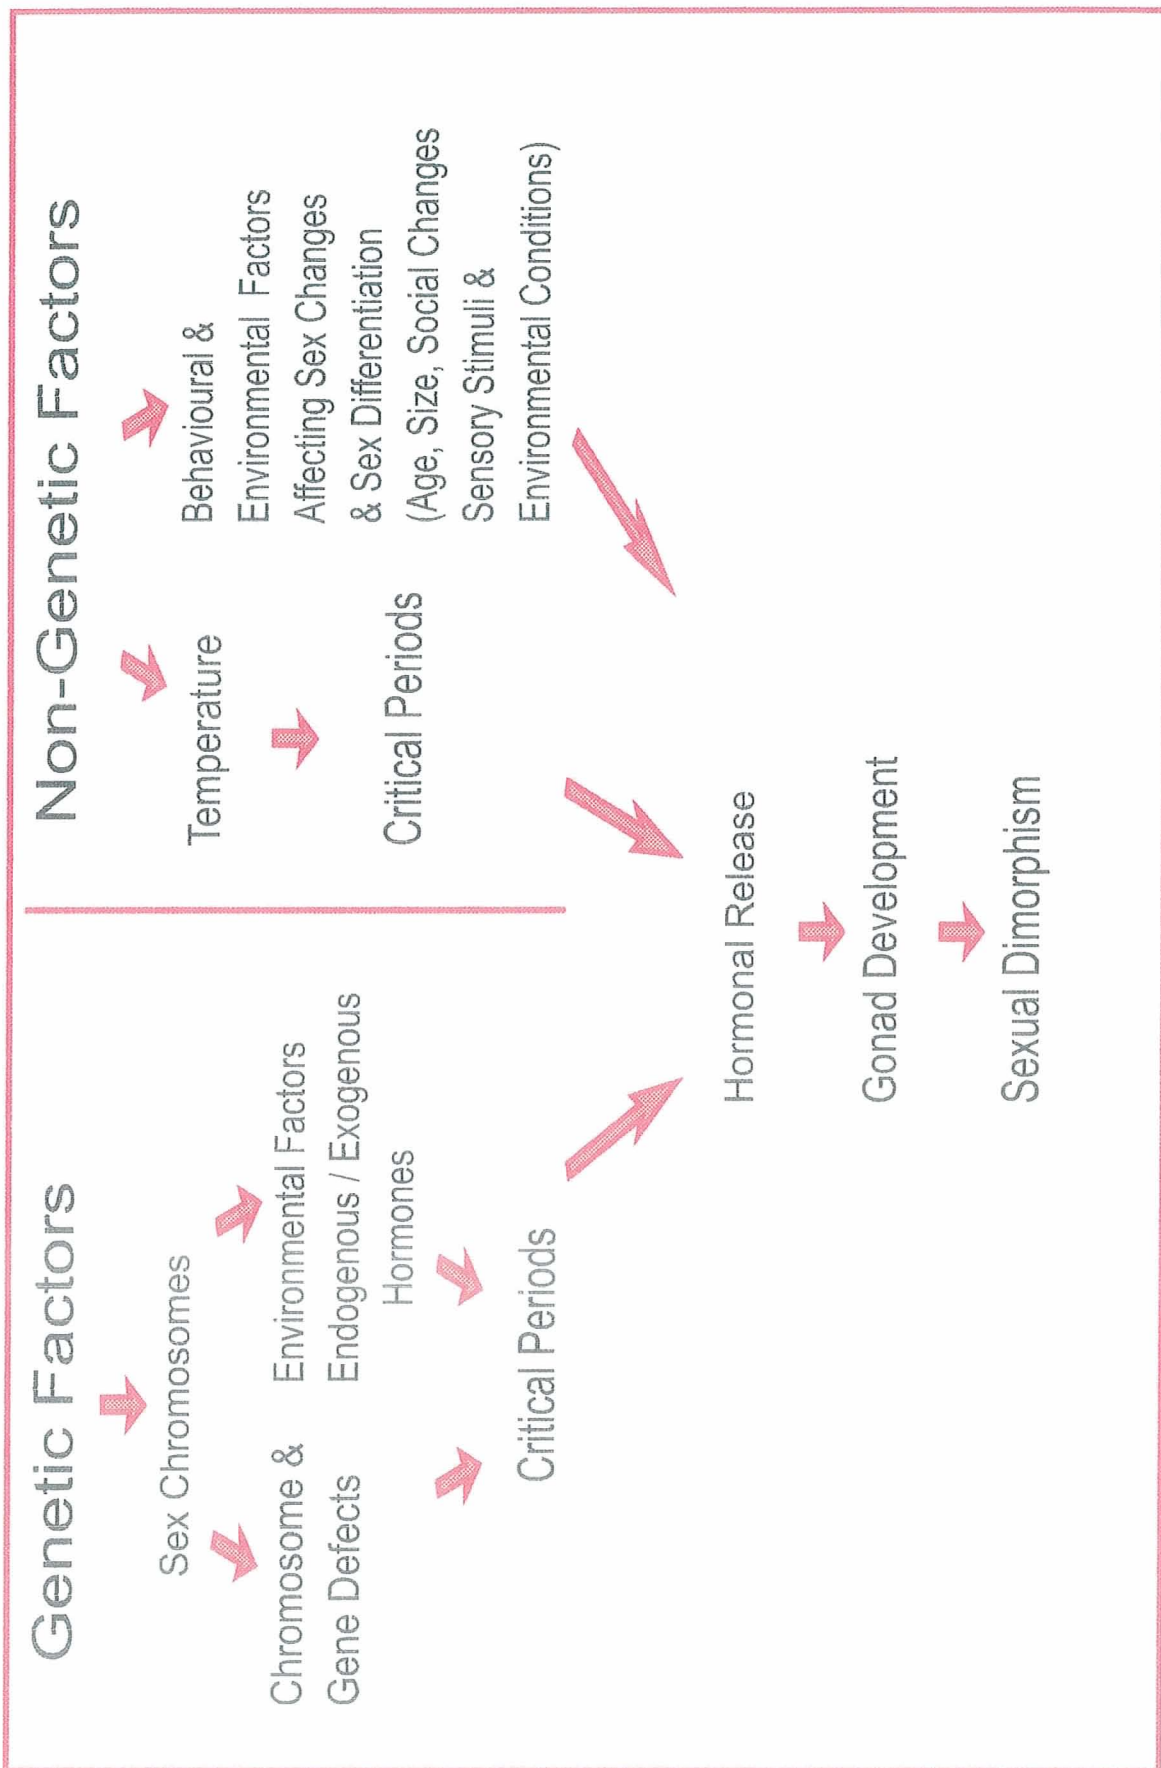 Genetic Factors
Sex Chromosomes
Chromosome &
Gene Defects
Environmental Factors
Endogenous / Exogenous
Hormones
Critical Periods
Non-Genetic Factors
Temperature
Critical Periods
Behavioural &
Environmental Factors
Affecting Sex Changes
& Sex Differentiation
(Age, Size, Social Changes
Sensory Stimuli &
Environmental Conditions)
Hormonal Release
Gonad Development
Sexual Dimorphism